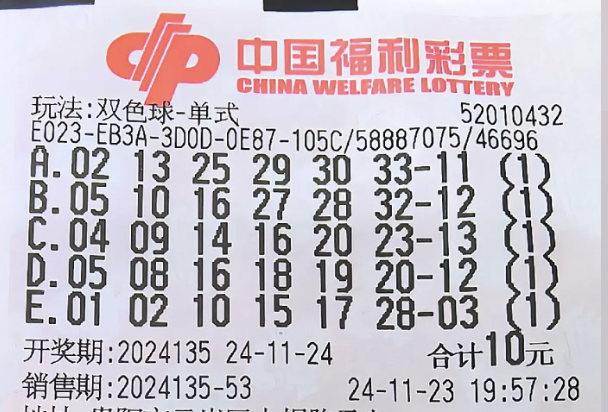 中国福利彩票
CHINA WELFARE LOTTERY
玩法:双色球-单式 52010432
E023-EB3A-3D0D-0E87-105C/58887075/46696
A.02 13 25 29 30 33-11 (1)
B.05 10 16 27 28 32-12 (1)
C.04 09 14 16 20 23-13 (1)
D.05 08 16 18 19 20-12 (1)
E.01 02 10 15 17 28-03 (1)
开奖期:2024135 24-11-24 合计10元
销售期:2024135-53 24-11-23 19:57:28